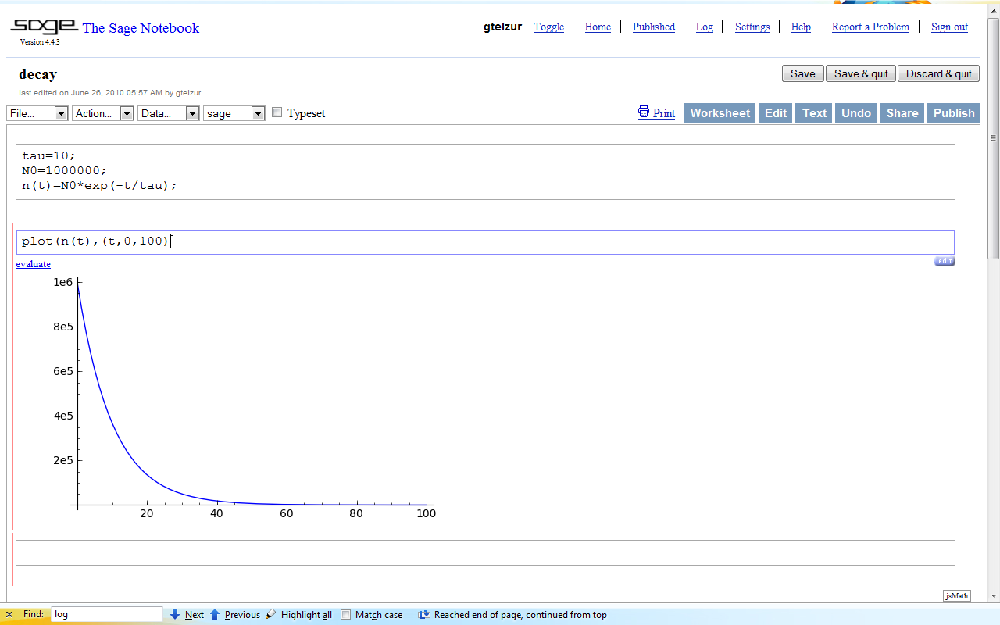 sage The Sage Notebook
Version 4.4.3
gtelzur Toggle Home Published Log Settings Help Report a Problem Sign out
decay
Save Save & quit Discard & quit
last edited on June 26, 2010 05:57 AM by gtelzur
File... Action... Data... sage Typeset Print Worksheet Edit Text Undo Share Publish
tau=10;
N0=1000000;
n(t)=N0*exp(-t/tau);
plot(n(t),(t,0,100)
evaluate edit
1e6
8e5
6e5
4e5
2e5
20 40 60 80 100
jsMath
Find: log Next Previous Highlight all Match case Reached end of page, continued from top